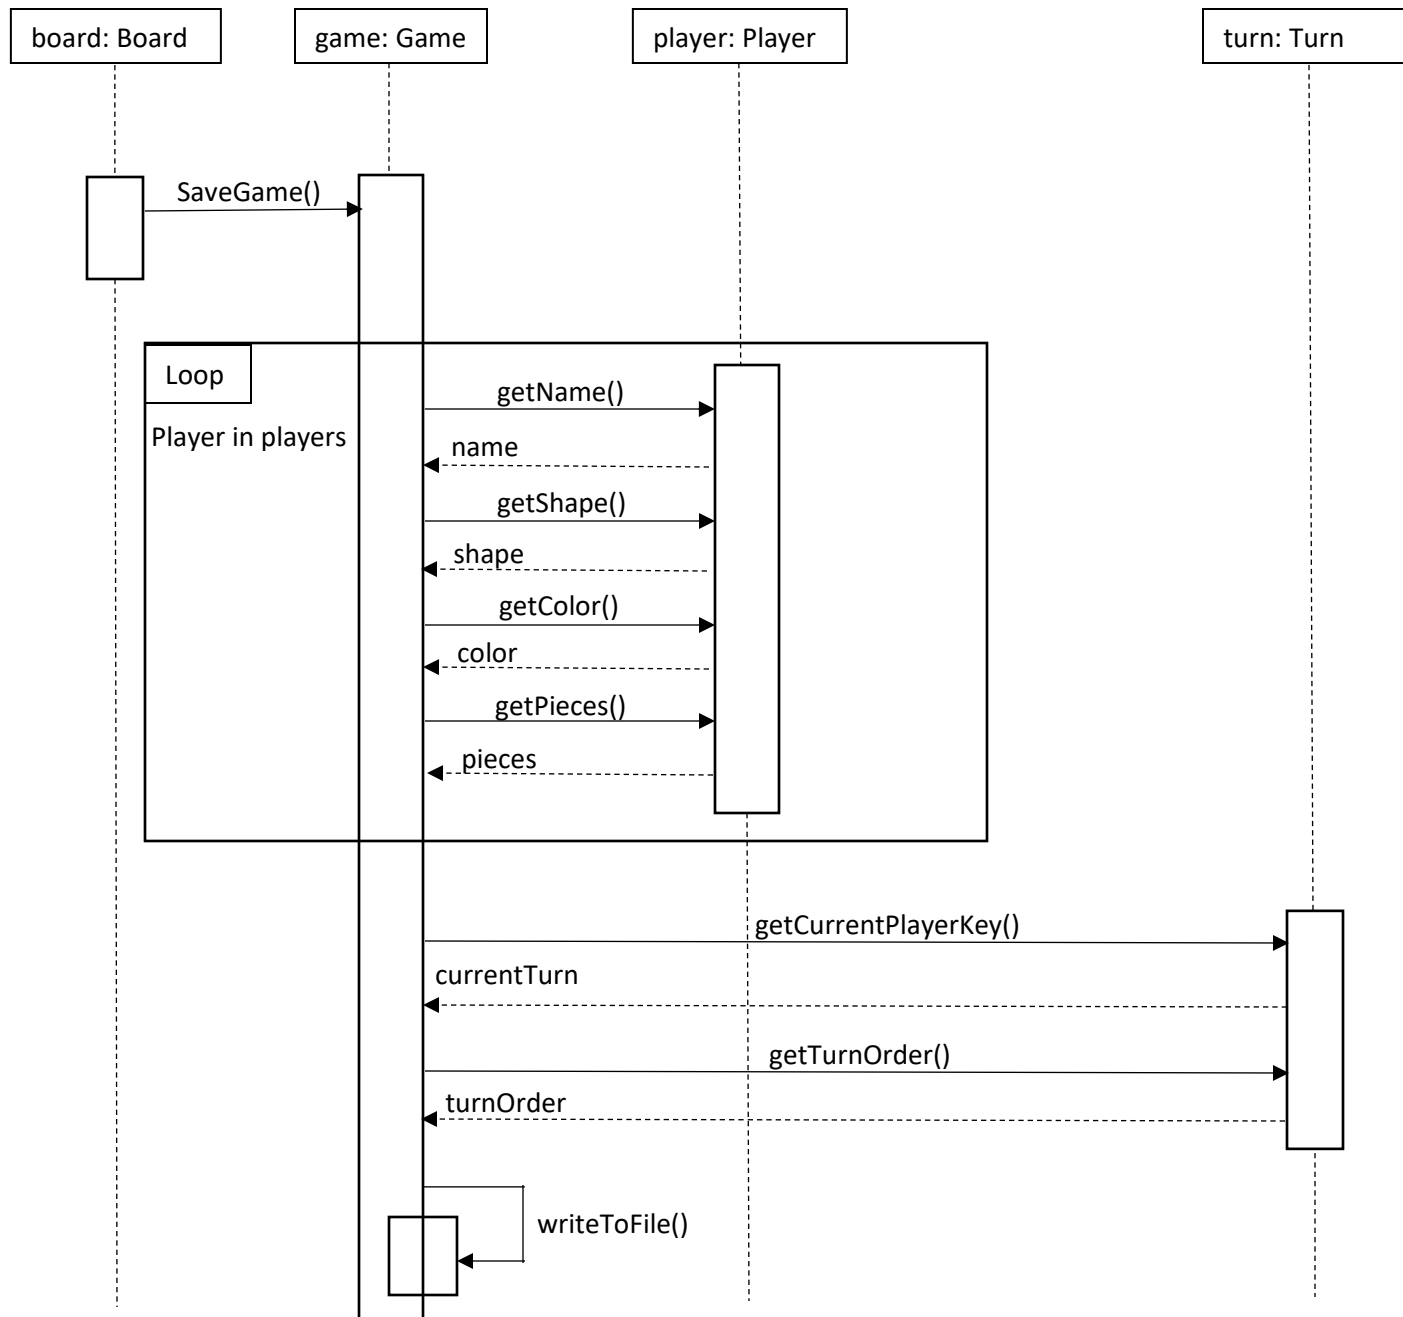 board: Board
game: Game
player: Player
turn: Turn
SaveGame()
Loop
Player in players
getName()
name
getShape()
shape
getColor()
color
getPieces()
pieces
getCurrentPlayerKey()
currentTurn
getTurnOrder()
turnOrder
writeToFile()